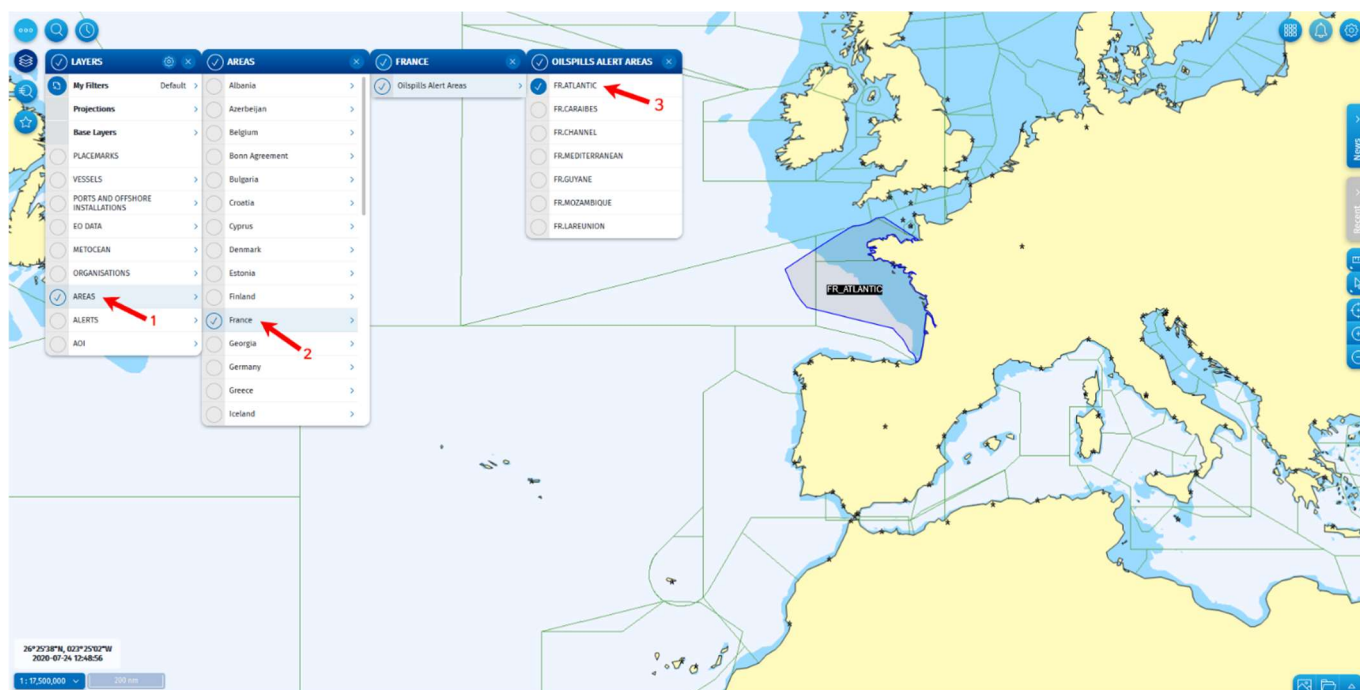 LAYERS
My Filters Default
Projections
Base Layers
PLACEMARKS
VESSELS
PORTS AND OFFSHORE
INSTALLATIONS
EO DATA
METOCEAN
ORGANISATIONS
AREAS
1
ALERTS
AOI
AREAS
Albania
Azerbeijan
Belgium
Bonn Agreement
Bulgaria
Croatia
Cyprus
Denmark
Estonia
Finland
France
2
Georgia
Germany
Greece
Iceland
FRANCE
Oilspills Alert Areas
OILSPILLS ALERT AREAS
FR.ATLANTIC
3
FR.CARAIBES
FR.CHANNEL
FR.MEDITERRANEAN
FR.GUYANE
FR.MOZAMBIQUE
FR.LAREUNION
FR_ATLANTIC
News
Recent
26°25'38"N, 023°25'02"W
2020-07-24 12:48:56
1 : 17,500,000
200 nm